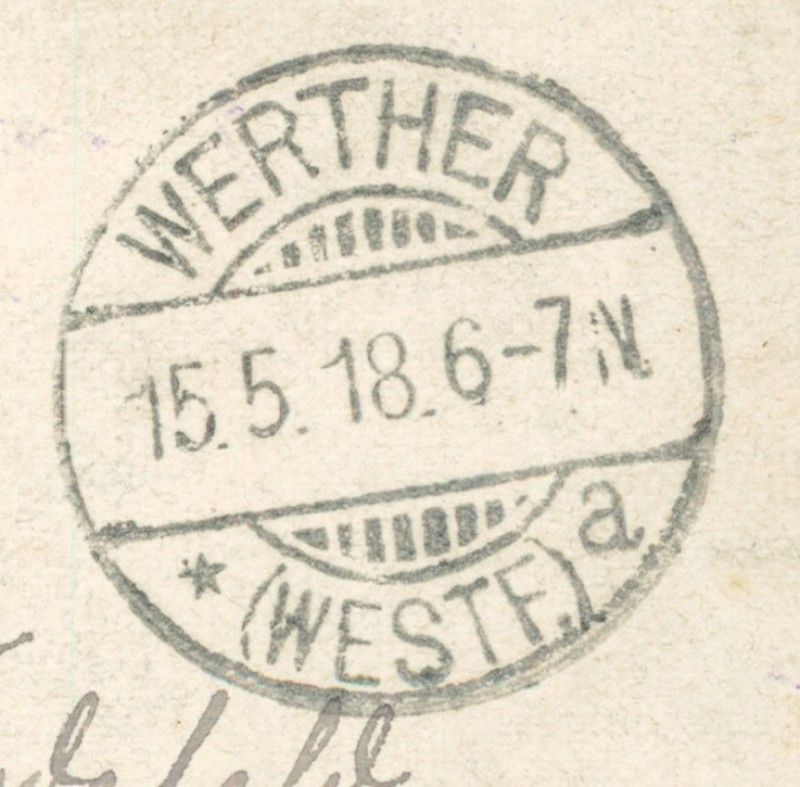 WERTHER
15.5.18.6-7N
* (WESTF.) a